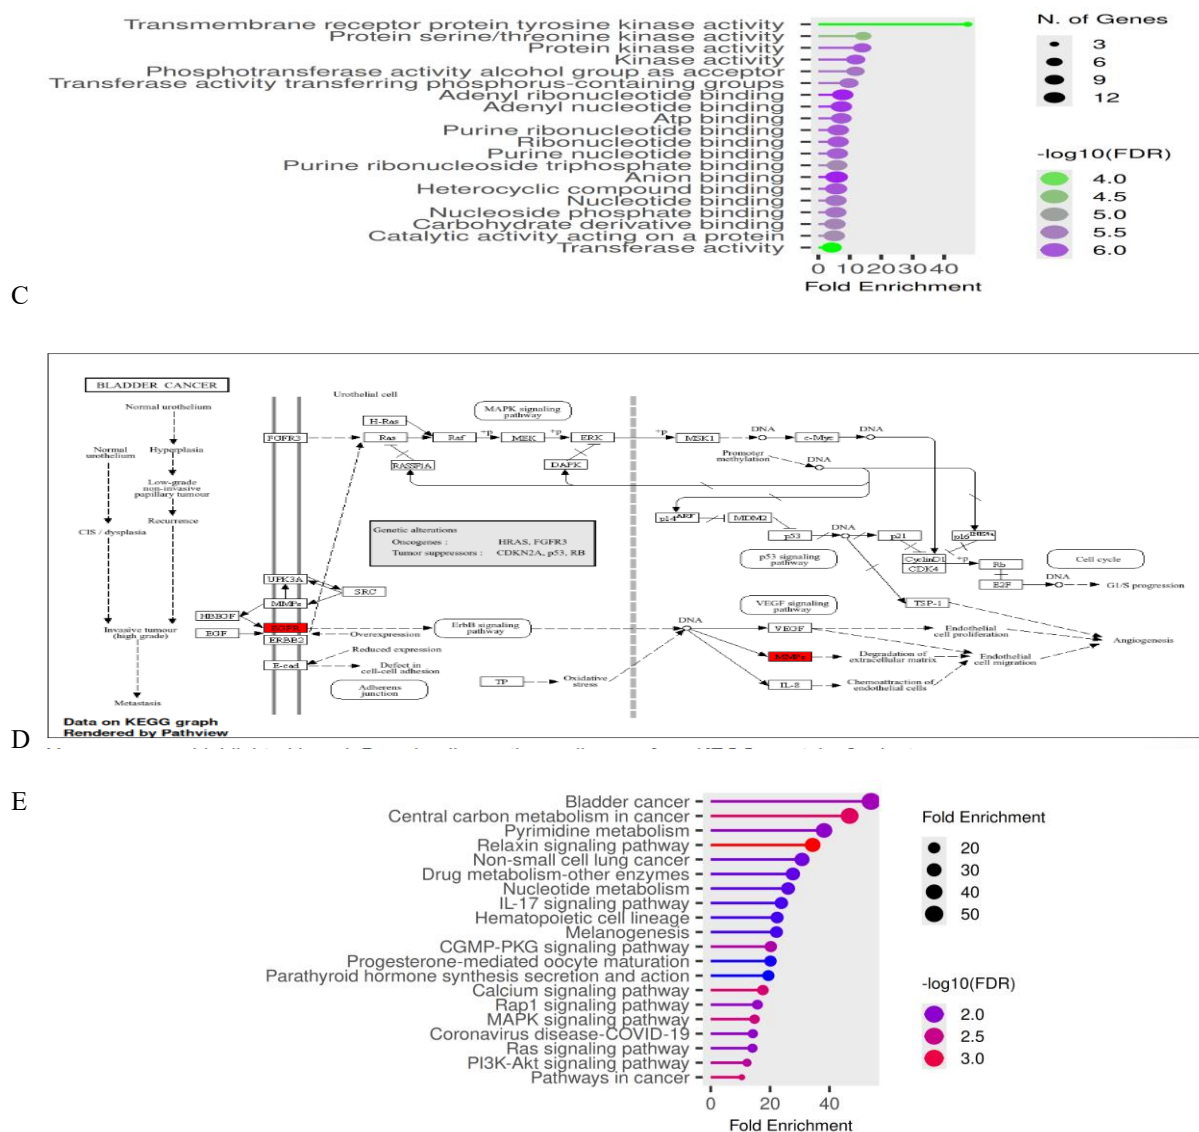 Transmembrane receptor protein tyrosine kinase activity
Protein serine/threonine kinase activity
Protein kinase activity
Kinase activity
Phosphotransferase activity alcohol group as acceptor
Transferase activity transferring phosphorus-containing groups
Adenyl ribonucleotide binding
Adenyl nucleotide binding
Atp binding
Purine ribonucleotide binding
Ribonucleotide binding
Purine nucleotide binding
Purine ribonucleoside triphosphate binding
Anion binding
Heterocyclic compound binding
Nucleotide binding
Nucleoside phosphate binding
Carbohydrate derivative binding
Catalytic activity acting on a protein
Transferase activity
0 10 20 30 40
Fold Enrichment
N. of Genes
3
6
9
12
-log10(FDR)
4.0
4.5
5.0
5.5
6.0
C
BLADDER CANCER
Normal urothelium
Normal urothelium
Hyperplasia
Low-grade
non-invasive
papillary tumour
Recurrence
CIS / dysplasia
Invasive tumour
(high grade)
Metastasis
Urothelial cell
MAPK signaling
pathway
H-Ras
FGFR3
Ras
Raf
+p
MEK
+p
ERK
+p
MSK1
DNA
c-Myc
DNA
RASSF1A
DAPK
Promoter
methylation
DNA
Genetic alterations
Oncogenes : HRAS, FGFR3
Tumor suppressors : CDKN2A, p53, RB
p14ARF
MDM2
p53
DNA
p21
p16INK4a
p53 signaling
pathway
CyclinD1
CDK4
+p
Rb
E2F
DNA
G1/S progression
Cell cycle
UPK3A
SRC
MMPs
HBEGF
EGF
EGFR
ERBB2
Overexpression
ErbB signaling
pathway
E-cad
Reduced expression
Defect in
cell-cell adhesion
Adherens
junction
TP
Oxidative
stress
DNA
VEGF signaling
pathway
VEGF
TSP-1
Endothelial
cell proliferation
Angiogenesis
MMPs
Degradation of
extracellular matrix
Endothelial
cell migration
IL-8
Chemoattraction of
endothelial cells
Data on KEGG graph
Rendered by Pathview
D
E
Bladder cancer
Central carbon metabolism in cancer
Pyrimidine metabolism
Relaxin signaling pathway
Non-small cell lung cancer
Drug metabolism-other enzymes
Nucleotide metabolism
IL-17 signaling pathway
Hematopoietic cell lineage
Melanogenesis
CGMP-PKG signaling pathway
Progesterone-mediated oocyte maturation
Parathyroid hormone synthesis secretion and action
Calcium signaling pathway
Rap1 signaling pathway
MAPK signaling pathway
Coronavirus disease-COVID-19
Ras signaling pathway
PI3K-Akt signaling pathway
Pathways in cancer
0 20 40
Fold Enrichment
Fold Enrichment
20
30
40
50
-log10(FDR)
2.0
2.5
3.0